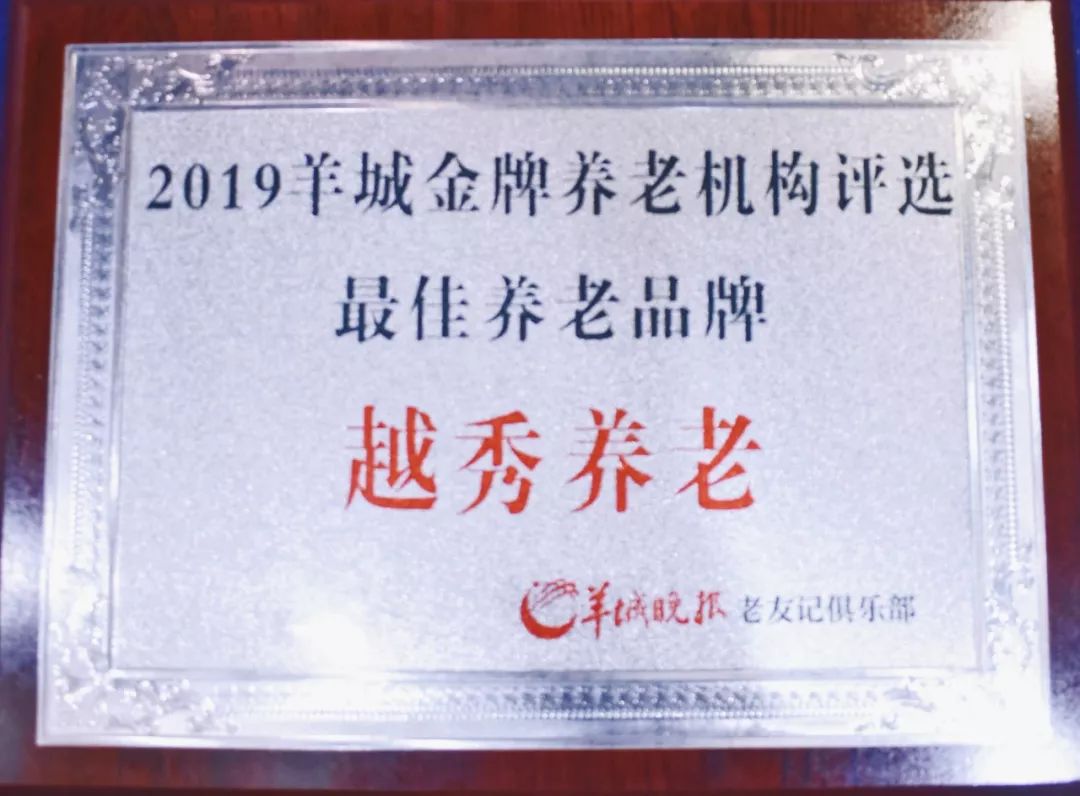 2019羊城金牌养老机构评选
最佳养老品牌
越秀养老
羊城晚报 老友记俱乐部